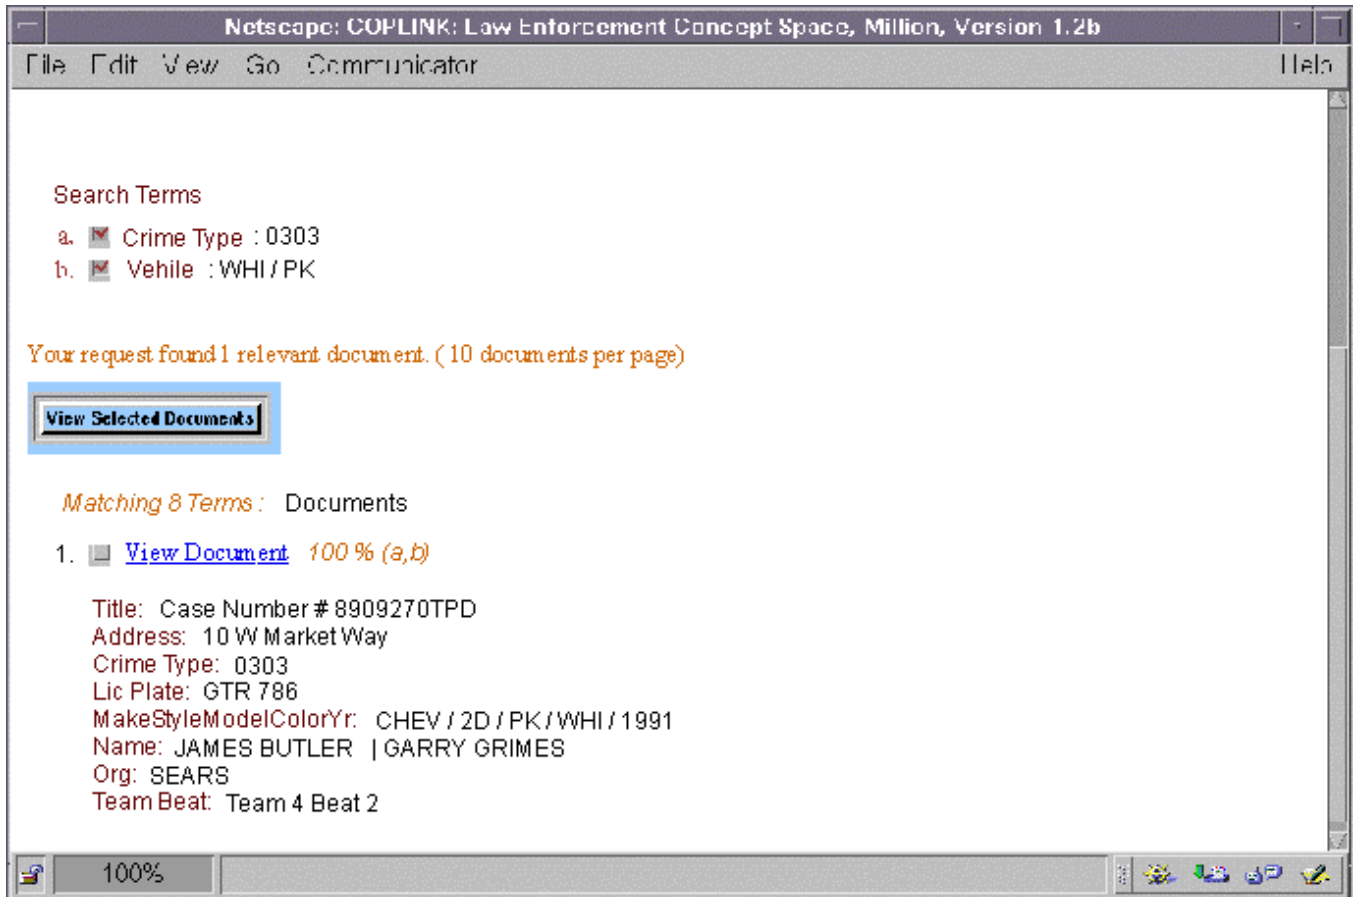 Netscape: COPLINK: Law Enforcement Concept Space, Million, Version 1.2b
File Edit View Go Communicator Help
Search Terms
a. Crime Type : 0303
b. Vehile : WHI / PK
Your request found 1 relevant document. ( 10 documents per page)
View Selected Documents
Matching 8 Terms : Documents
1. View Document 100 % (a,b)
Title: Case Number # 8909270TPD
Address: 10 W Market Way
Crime Type: 0303
Lic Plate: GTR 786
MakeStyleModelColorYr: CHEV / 2D / PK / WHI / 1991
Name: JAMES BUTLER | GARRY GRIMES
Org: SEARS
Team Beat: Team 4 Beat 2
100%